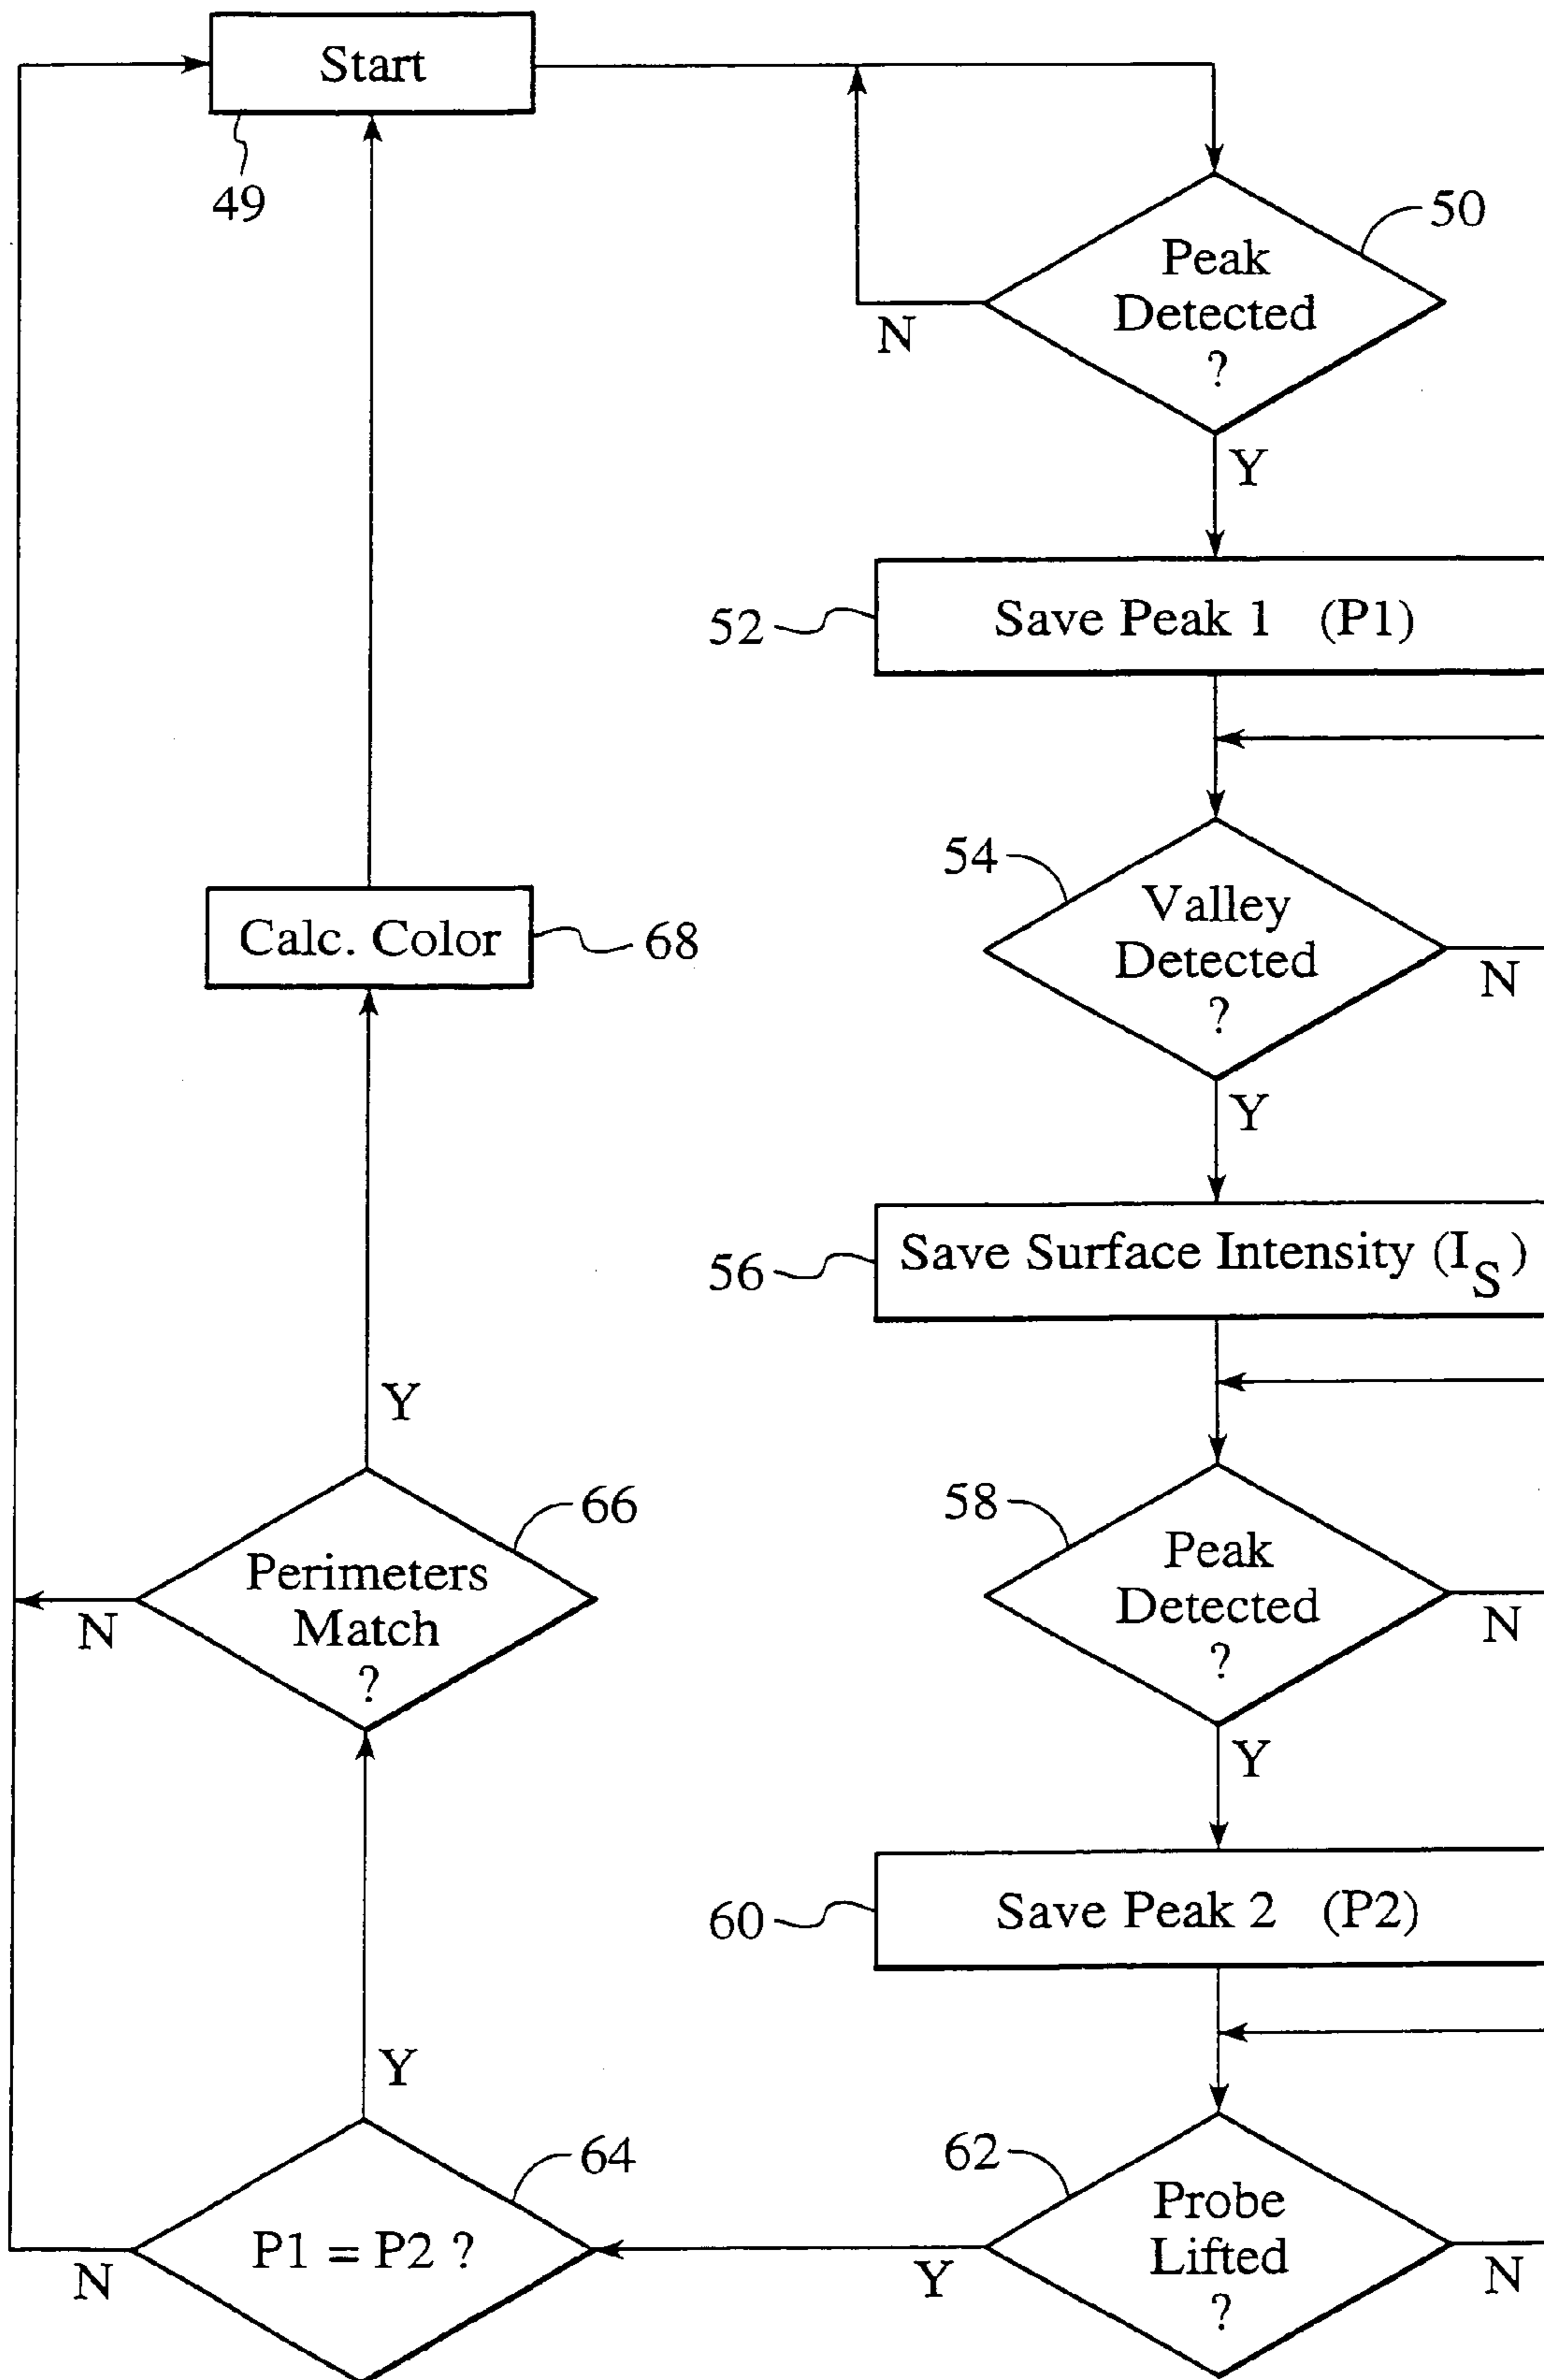 Start
49
Peak
Detected
?
50
N
Y
Save Peak 1 (P1)
52
Valley
Detected
?
54
N
Y
Save Surface Intensity (I_S)
56
Peak
Detected
?
58
N
Y
Save Peak 2 (P2)
60
Probe
Lifted
?
62
N
Y
P1 = P2 ?
64
N
Y
Perimeters
Match
?
66
N
Y
Calc. Color
68